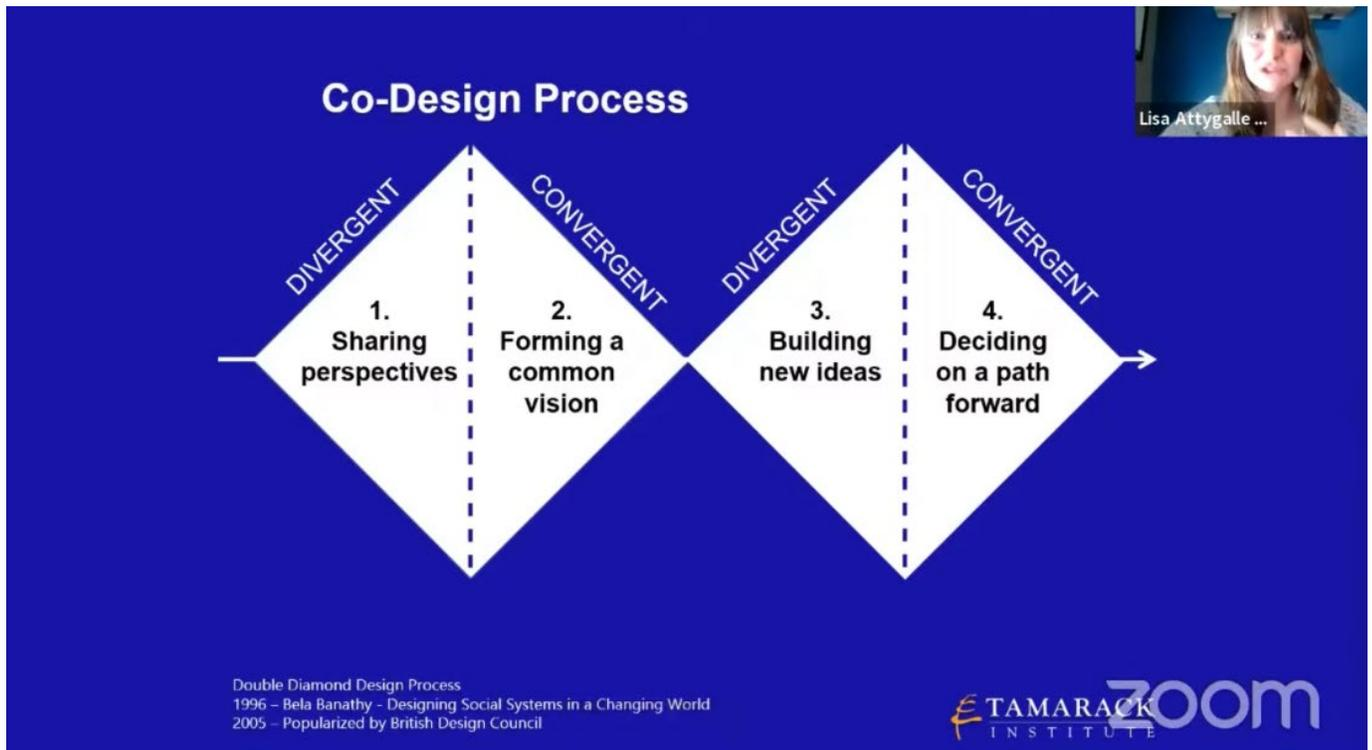 Co-Design Process
Lisa Attygalle ...
DIVERGENT
CONVERGENT
DIVERGENT
CONVERGENT
1.
Sharing
perspectives
2.
Forming a
common
vision
3.
Building
new ideas
4.
Deciding
on a path
forward
Double Diamond Design Process
1996 – Bela Banathy - Designing Social Systems in a Changing World
2005 – Popularized by British Design Council
TAMARACK
INSTITUTE
zoom